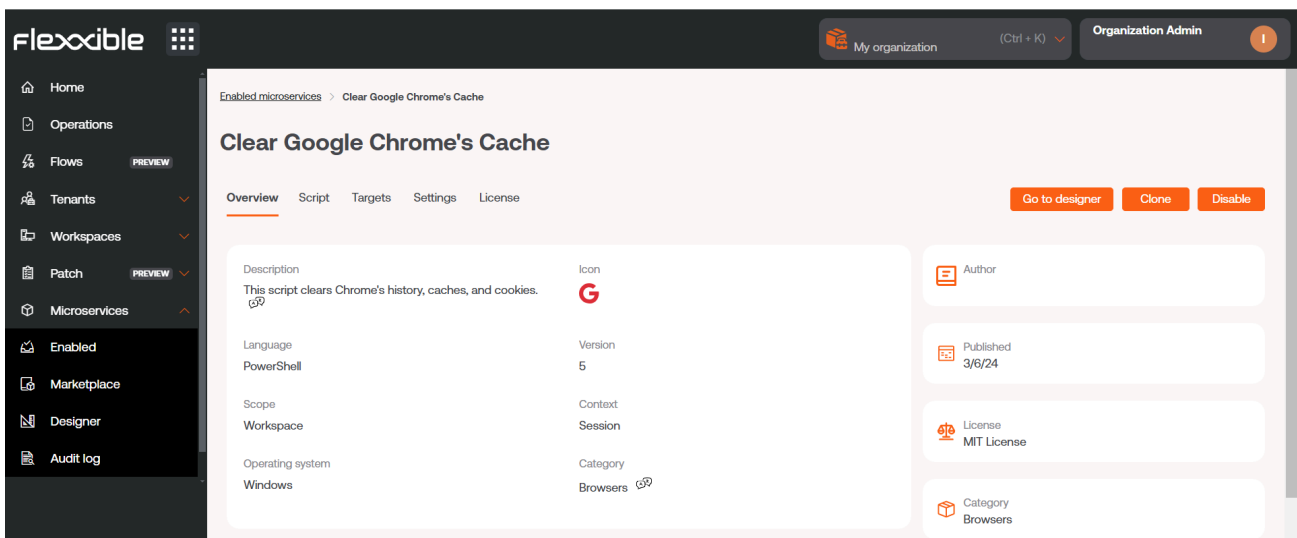 Flexxible
My organization
(Ctrl + K)
Organization Admin
I
Home
Operations
Flows PREVIEW
Tenants
Workspaces
Patch PREVIEW
Microservices
Enabled
Marketplace
Designer
Audit log
Enabled microservices > Clear Google Chrome's Cache
Clear Google Chrome's Cache
Overview Script Targets Settings License
Go to designer Clone Disable
Description
This script clears Chrome's history, caches, and cookies.
Icon
G
Language
PowerShell
Version
5
Scope
Workspace
Context
Session
Operating system
Windows
Category
Browsers
Author
Published
3/6/24
License
MIT License
Category
Browsers